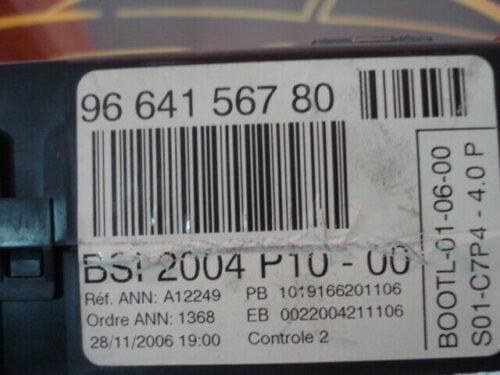 96 641 567 80
BSI 2004 P10 - 00
Réf. ANN: A12249 PB 1019166201106
Ordre ANN: 1368 EB 0022004211106
28/11/2006 19:00 Controle 2
BOOTL-01-06-00
S01-C7P4 - 4.0 P